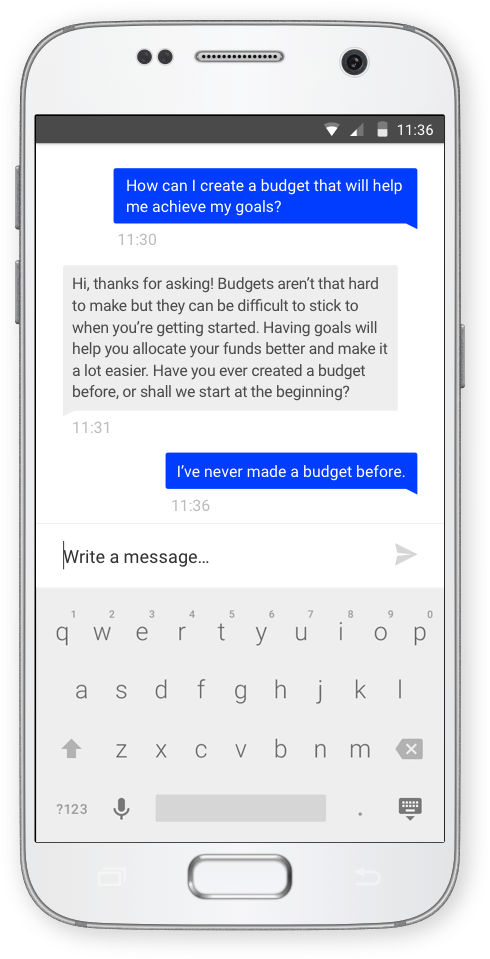 11:36
How can I create a budget that will help
me achieve my goals?
11:30
Hi, thanks for asking! Budgets aren’t that hard
to make but they can be difficult to stick to
when you’re getting started. Having goals will
help you allocate your funds better and make it
a lot easier. Have you ever created a budget
before, or shall we start at the beginning?
11:31
I’ve never made a budget before.
11:36
Write a message…
1 2 3 4 5 6 7 8 9 0
q w e r t y u i o p
a s d f g h j k l
z x c v b n m
?123 .